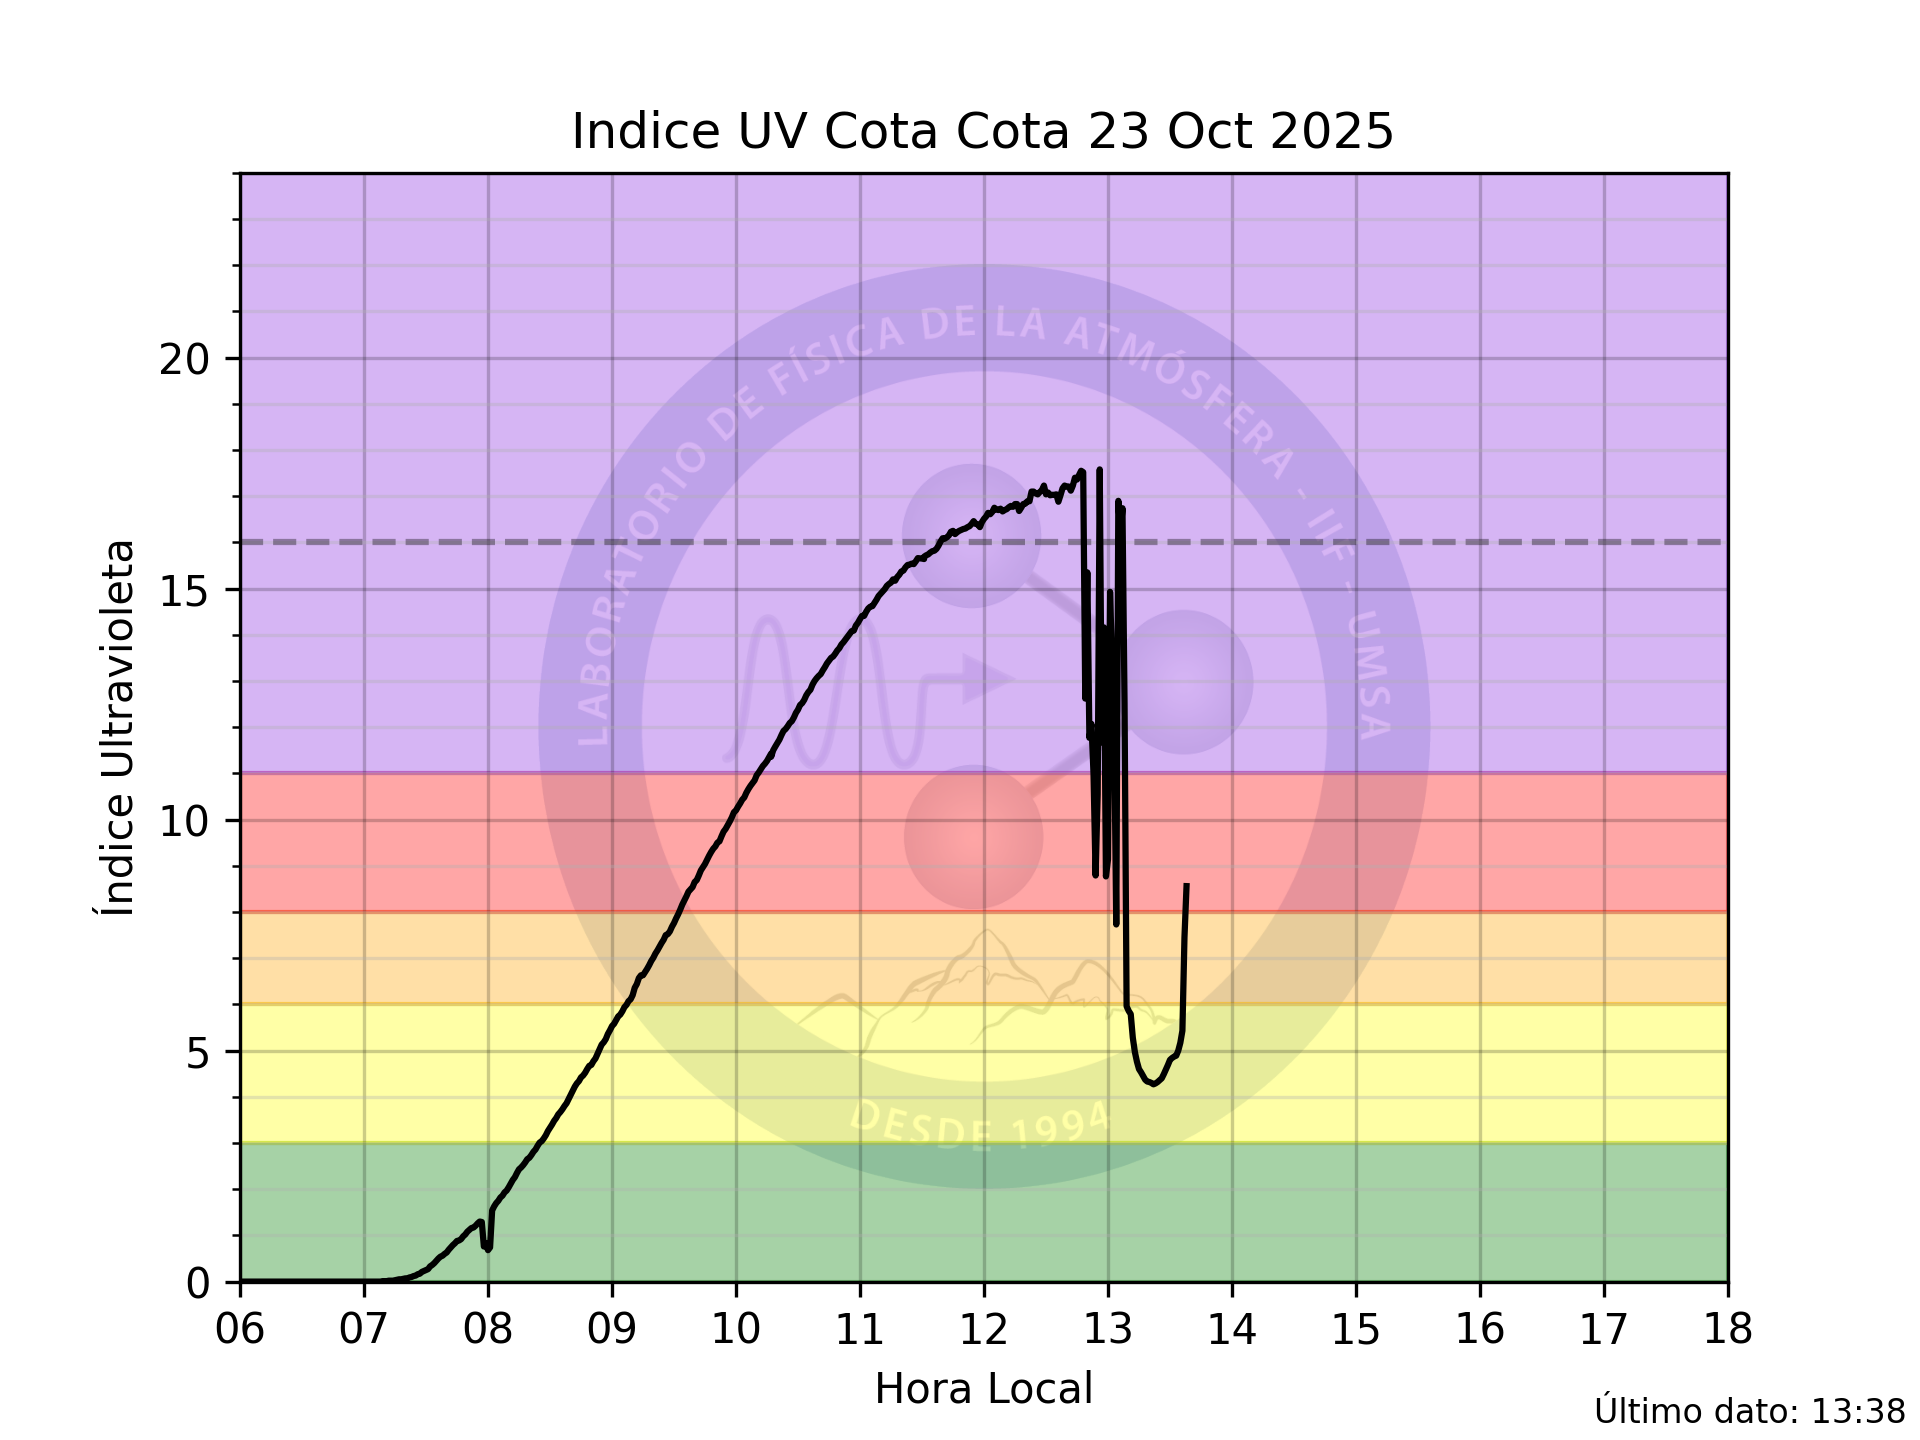 Indice UV Cota Cota 23 Oct 2025
LABORATORIO DE FÍSICA DE LA ATMÓSFERA - IIF - UMSA
DESDE 1994
Índice Ultravioleta
20
15
10
5
0
06 07 08 09 10 11 12 13 14 15 16 17 18
Hora Local
Último dato: 13:38